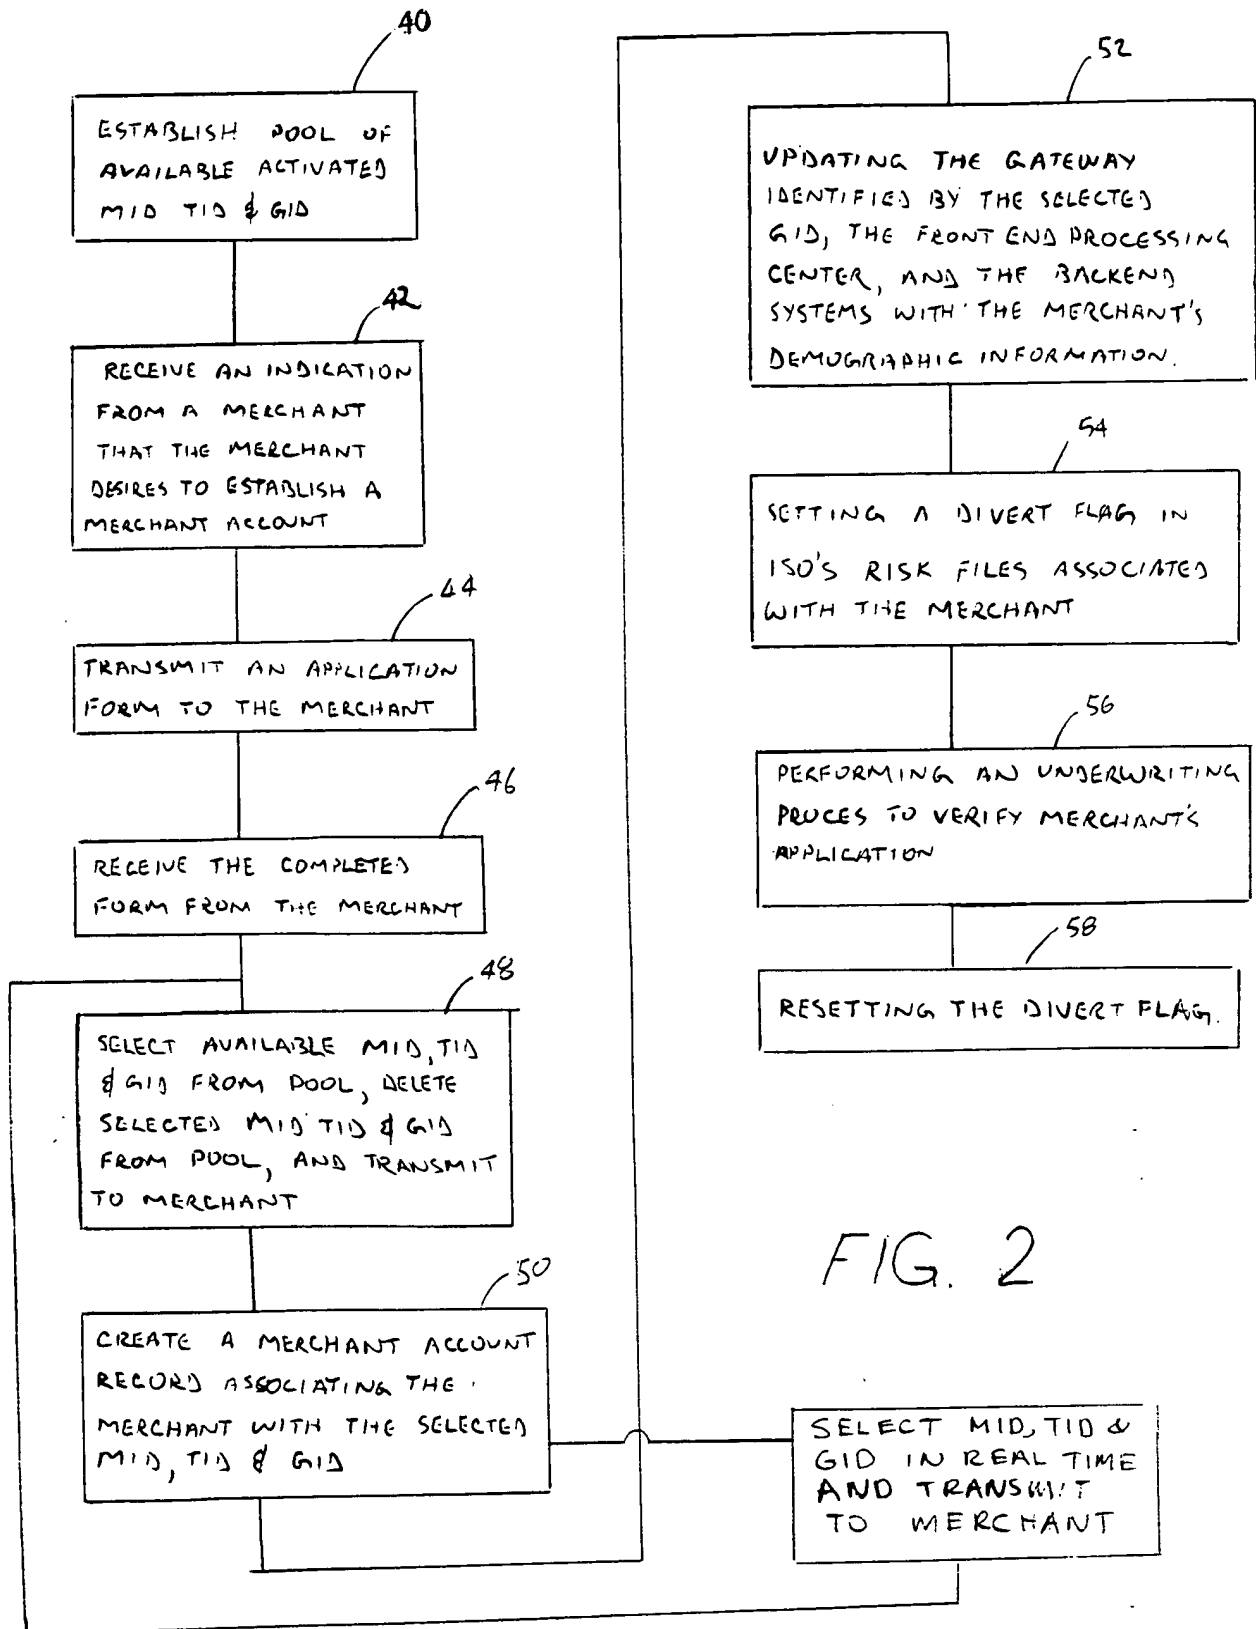 40
ESTABLISH POOL OF
AVAILABLE ACTIVATED
MID TID & GID
42
RECEIVE AN INDICATION
FROM A MERCHANT
THAT THE MERCHANT
DESIRES TO ESTABLISH A
MERCHANT ACCOUNT
44
TRANSMIT AN APPLICATION
FORM TO THE MERCHANT
46
RECEIVE THE COMPLETED
FORM FROM THE MERCHANT
48
SELECT AVAILABLE MID, TID
& GID FROM POOL, DELETE
SELECTED MID TID & GID
FROM POOL, AND TRANSMIT
TO MERCHANT
50
CREATE A MERCHANT ACCOUNT
RECORD ASSOCIATING THE
MERCHANT WITH THE SELECTED
MID, TID & GID
52
UPDATING THE GATEWAY
IDENTIFIED BY THE SELECTED
GID, THE FRONT END PROCESSING
CENTER, AND THE BACKEND
SYSTEMS WITH THE MERCHANT'S
DEMOGRAPHIC INFORMATION.
54
SETTING A DIVERT FLAG IN
ISO'S RISK FILES ASSOCIATED
WITH THE MERCHANT
56
PERFORMING AN UNDERWRITING
PROCES TO VERIFY MERCHANT'S
APPLICATION
58
RESETTING THE DIVERT FLAG.
FIG. 2
SELECT MID, TID &
GID IN REAL TIME
AND TRANSMIT
TO MERCHANT